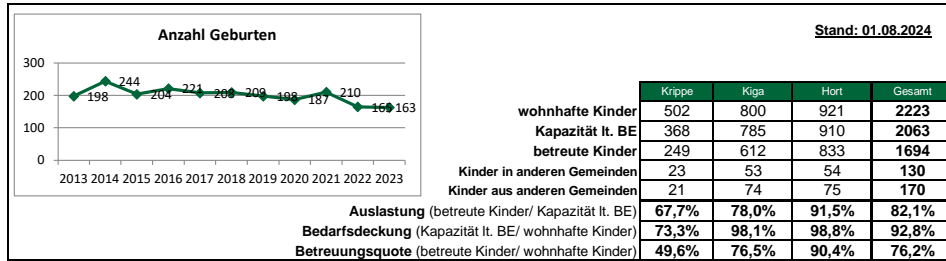 Anzahl Geburten
Stand: 01.08.2024
300
200
100
0
198 244 204 221 208 209 198 187 210 165 163
2013 2014 2015 2016 2017 2018 2019 2020 2021 2022 2023
Krippe Kiga Hort Gesamt
wohnhafte Kinder 502 800 921 2223
Kapazität lt. BE 368 785 910 2063
betreute Kinder 249 612 833 1694
Kinder in anderen Gemeinden 23 53 54 130
Kinder aus anderen Gemeinden 21 74 75 170
Auslastung (betreute Kinder/ Kapazität lt. BE) 67,7% 78,0% 91,5% 82,1%
Bedarfsdeckung (Kapazität lt. BE/ wohnhafte Kinder) 73,3% 98,1% 98,8% 92,8%
Betreuungsquote (betreute Kinder/ wohnhafte Kinder) 49,6% 76,5% 90,4% 76,2%